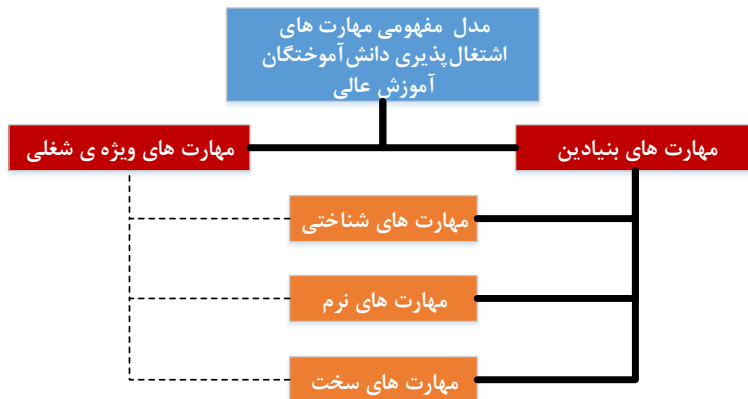 مدل مفهومی مهارت های
اشتغال‌پذیری دانش‌آموختگان
آموزش عالی
مهارت های بنیادین
مهارت های ویژه ی شغلی
مهارت های شناختی
مهارت های نرم
مهارت های سخت